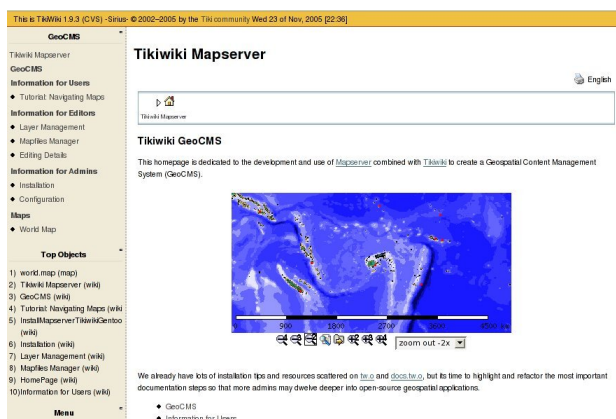 This is TikiWiki 1.9.3 (CVS) -Sirius- © 2002–2005 by the Tiki community Wed 23 of Nov, 2005 [22:36]
GeoCMS
Tikiwiki Mapserver
GeoCMS
Information for Users
Tutorial: Navigating Maps
Information for Editors
Layer Management
Mapfiles Manager
Editing Details
Information for Admins
Installation
Configuration
Maps
World Map
Top Objects
1) world.map (map)
2) Tikiwiki Mapserver (wiki)
3) GeoCMS (wiki)
4) Tutorial: Navigating Maps (wiki
5) InstallMapserverTikiwikiGentoo
(wiki)
6) Installation (wiki)
7) Layer Management (wiki)
8) Mapfiles Manager (wiki)
9) HomePage (wiki)
10)Information for Users (wiki)
Menu
Tikiwiki Mapserver
English
Tikiwiki Mapserver
Tikiwiki GeoCMS
This homepage is dedicated to the development and use of Mapserver combined with Tikiwiki to create a Geospatial Content Management
System (GeoCMS).
0 900 1800 2700 3600 4500 km
zoom out -2x
We already have lots of installation tips and resources scattered on tw.o and docs.tw.o, but its time to highlight and refactor the most important
documentation steps so that more admins may dwelve deeper into open-source geospatial applications.
GeoCMS
Information for Users